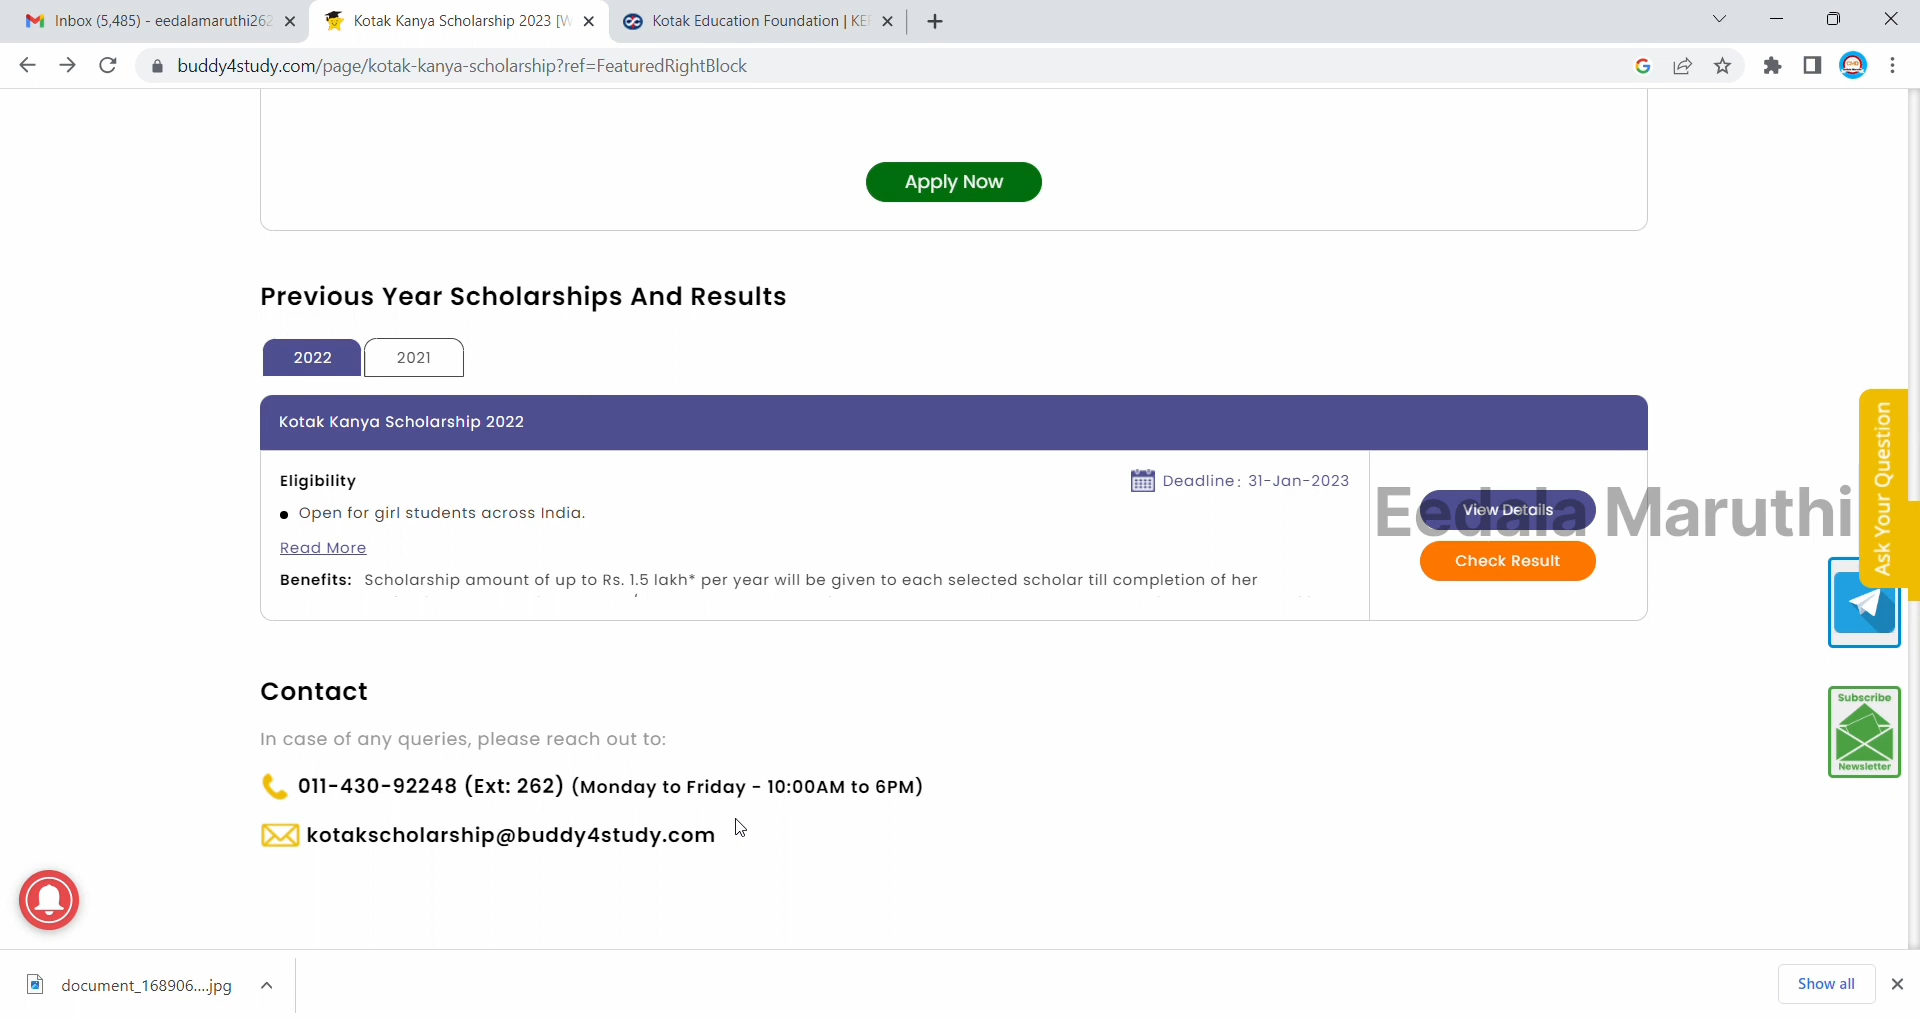 Inbox (5,485) - eedalamaruthi262
Kotak Kanya Scholarship 2023 [W
Kotak Education Foundation | KEF
buddy4study.com/page/kotak-kanya-scholarship?ref=FeaturedRightBlock
Apply Now
Previous Year Scholarships And Results
2022
2021
Kotak Kanya Scholarship 2022
Eligibility
Deadline: 31-Jan-2023
Open for girl students across India.
View Details
Eedala Maruthi
Ask Your Question
Read More
Check Result
Benefits: Scholarship amount of up to Rs. 1.5 lakh* per year will be given to each selected scholar till completion of her
Contact
Subscribe
Newsletter
In case of any queries, please reach out to:
011-430-92248 (Ext: 262) (Monday to Friday - 10:00AM to 6PM)
kotakscholarship@buddy4study.com
document_168906....jpg
Show all